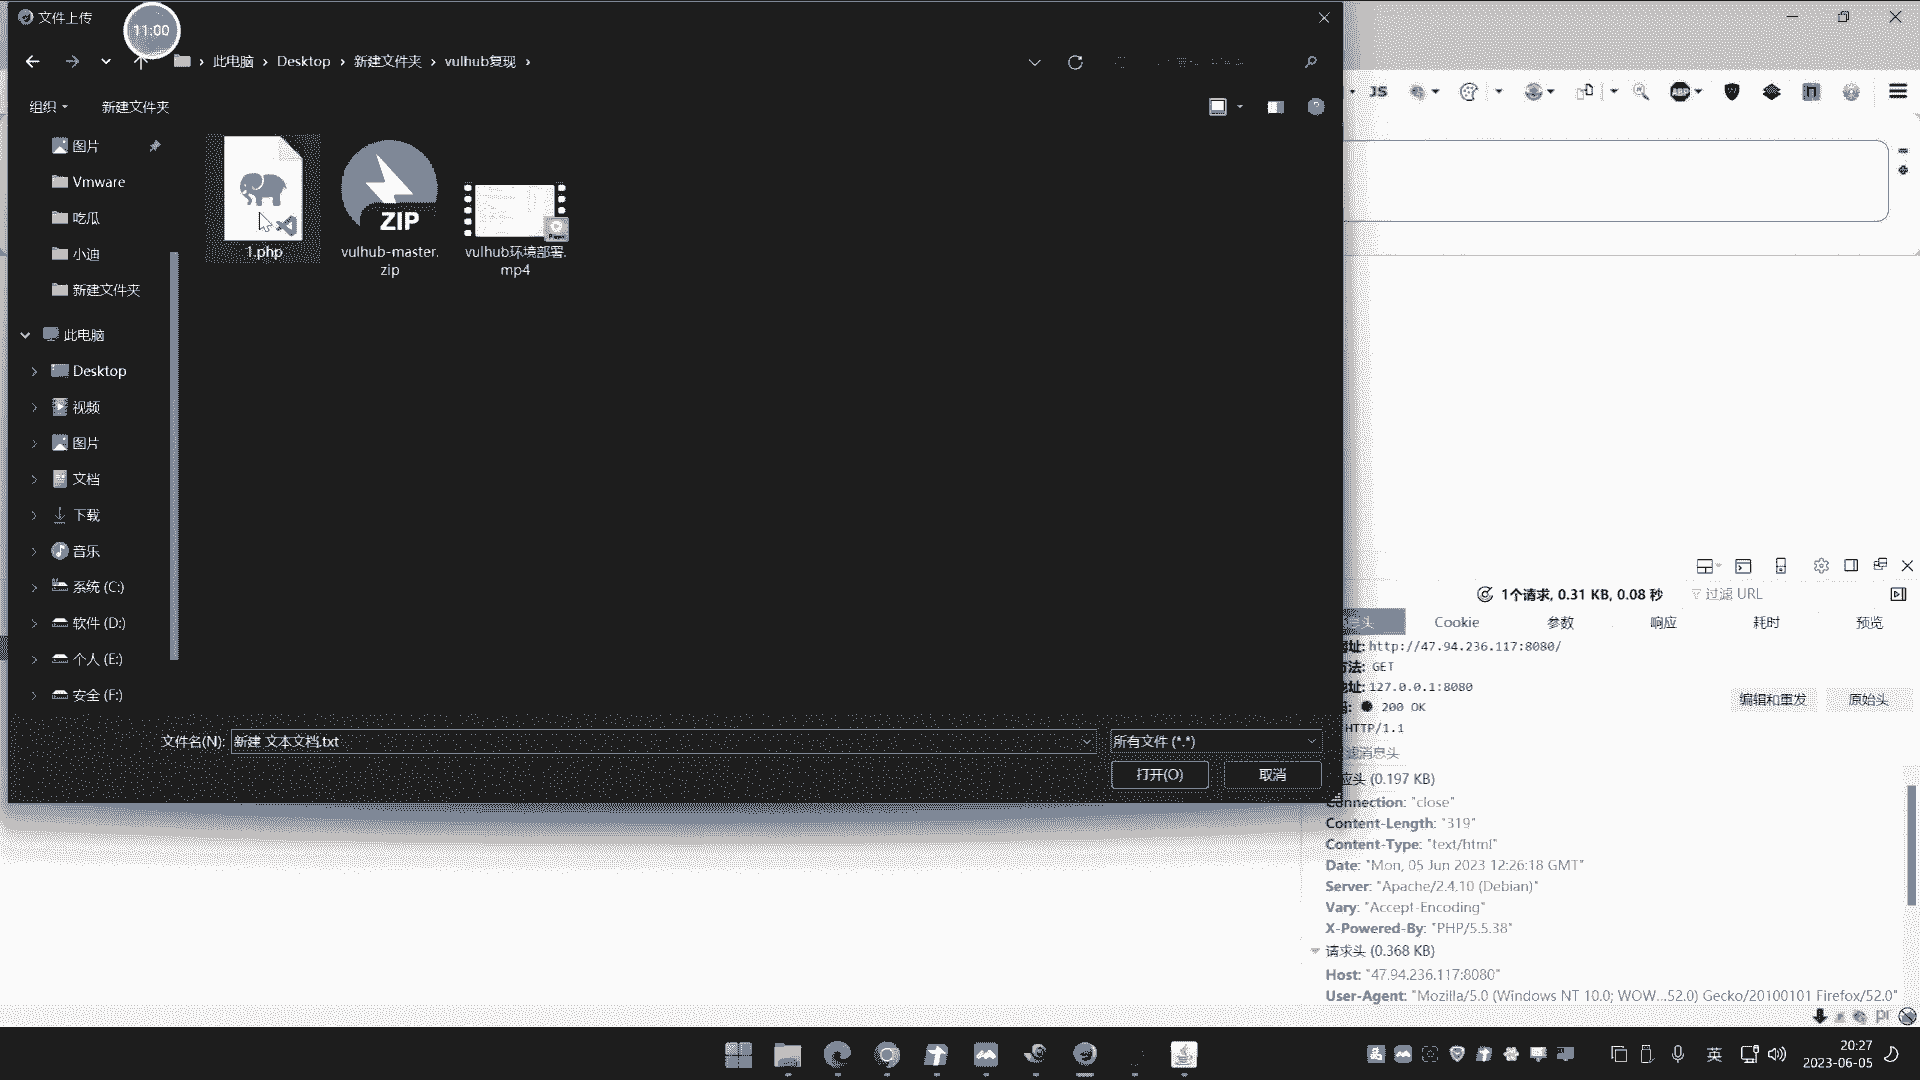 文件上传
11:00
此电脑 › Desktop › 新建文件夹 › vulhub复现 ›
组织
新建文件夹
JS
ABP
图片
Vmware
吃瓜
小迪
新建文件夹
此电脑
Desktop
视频
图片
文档
下载
音乐
系统 (C:)
软件 (D:)
个人 (E:)
安全 (F:)
ZIP
1.php
vulhub-master.
zip
vulhub环境部署.
mp4
文件名(N): 新建 文本文档.txt
所有文件 (*.*)
打开(O)
取消
1个请求, 0.31 KB, 0.08 秒
过滤 URL
Cookie
参数
响应
耗时
预览
址: http://47.94.236.117:8080/
方法: GET
址: 127.0.0.1:8080
200 OK
HTTP/1.1
编辑和重发
原始头
滤消息头
应头 (0.197 KB)
Connection: "close"
Content-Length: "319"
Content-Type: "text/html"
Date: "Mon, 05 Jun 2023 12:26:18 GMT"
Server: "Apache/2.4.10 (Debian)"
Vary: "Accept-Encoding"
X-Powered-By: "PHP/5.5.38"
请求头 (0.368 KB)
Host: "47.94.236.117:8080"
User-Agent: "Mozilla/5.0 (Windows NT 10.0; WOW…52.0) Gecko/20100101 Firefox/52.0"
英
20:27
2023-06-05